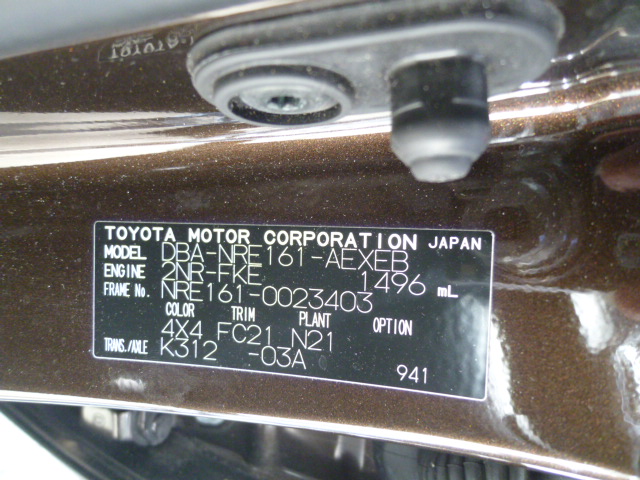 TOYOTA MOTOR CORPORATION JAPAN
MODEL DBA-NRE161-AEXEB
ENGINE 2NR-FKE 1496 mL
FRAME No. NRE161-0023403
COLOR TRIM PLANT OPTION
4X4 FC21 N21
TRANS./AXLE K312 -03A
941